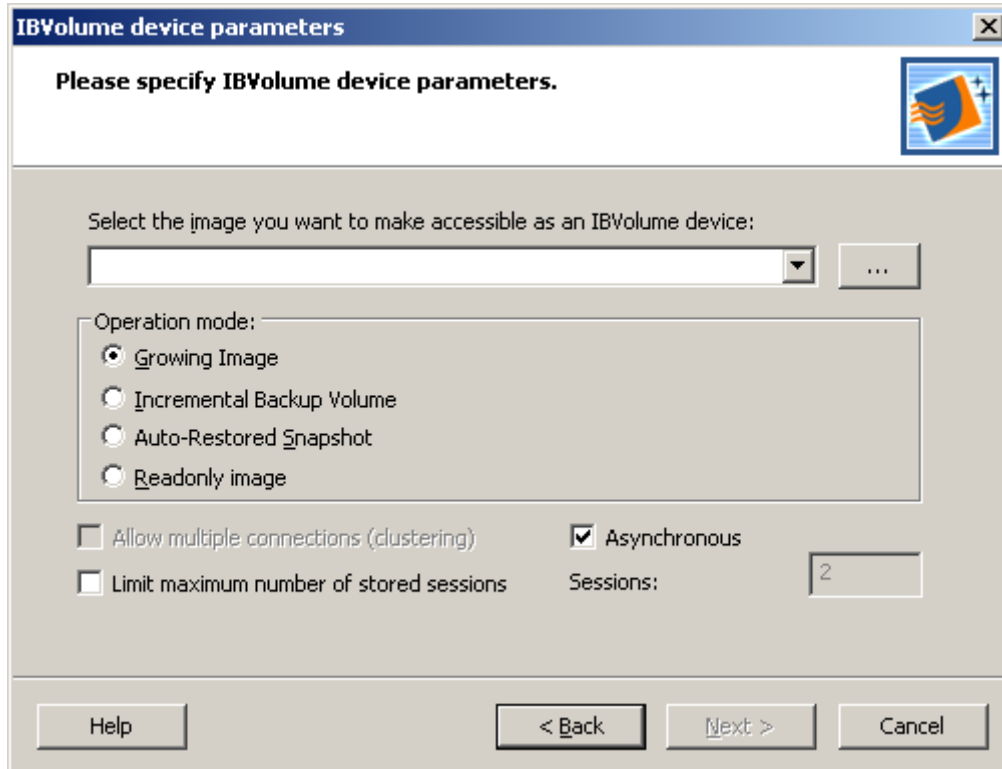 IBVolume device parameters
Please specify IBVolume device parameters.
Select the image you want to make accessible as an IBVolume device:
...
Operation mode:
Growing Image
Incremental Backup Volume
Auto-Restored Snapshot
Readonly image
Allow multiple connections (clustering)
Asynchronous
Limit maximum number of stored sessions
Sessions:
2
Help
< Back
Next >
Cancel